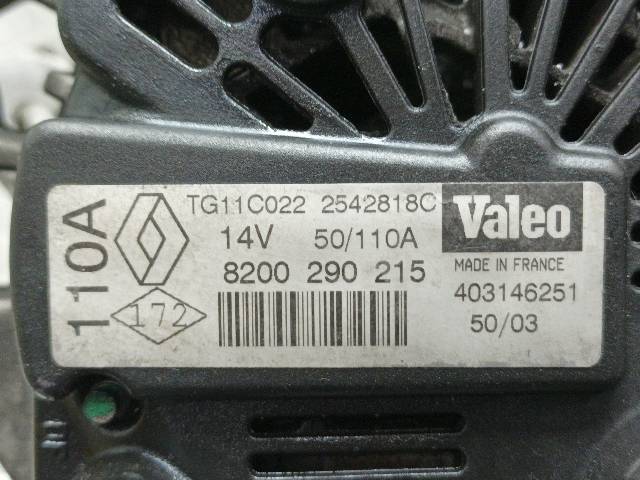 110A
TG11C022 2542818C
14V 50/110A
8200 290 215
172
Valeo
MADE IN FRANCE
403146251
50/03